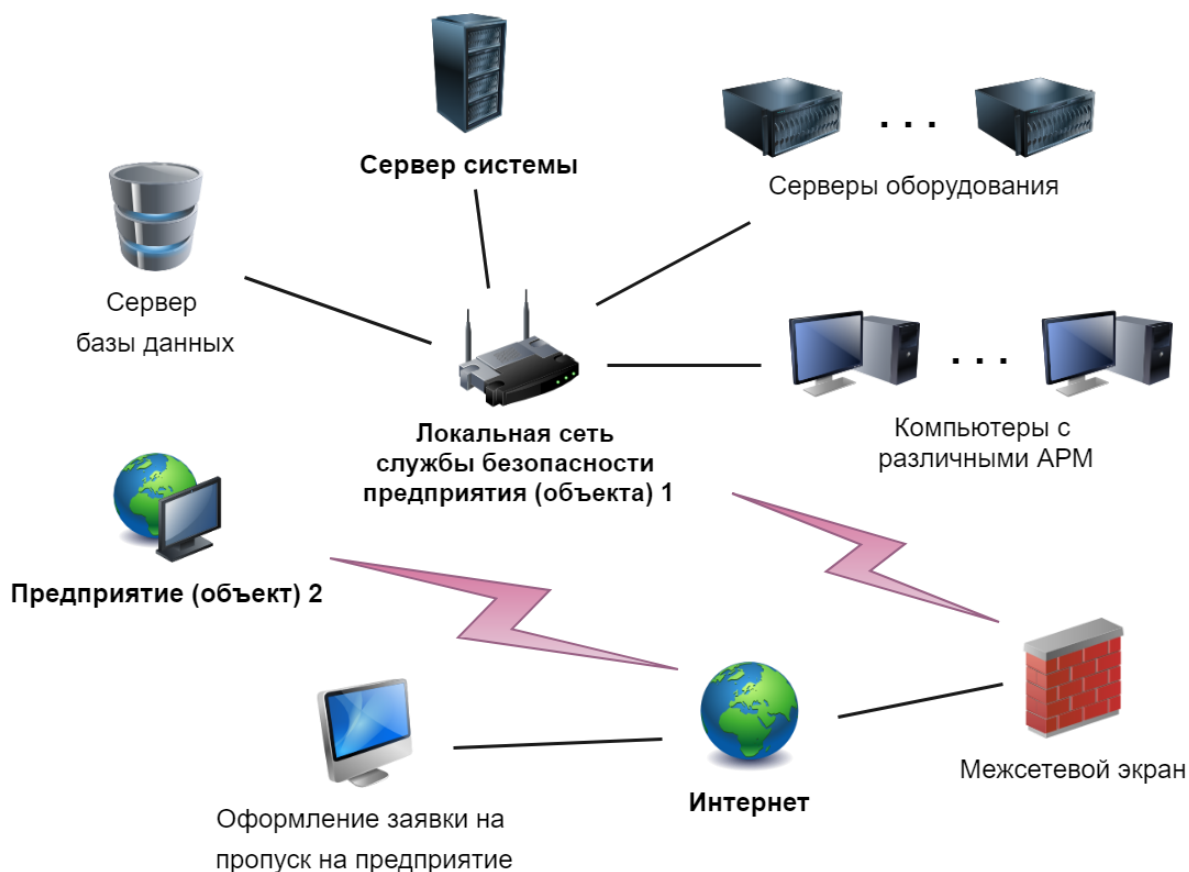 Сервер системы
Серверы оборудования
Сервер
базы данных
Компьютеры с
различными АРМ
Локальная сеть
службы безопасности
предприятия (объекта) 1
Предприятие (объект) 2
Межсетевой экран
Интернет
Оформление заявки на
пропуск на предприятие